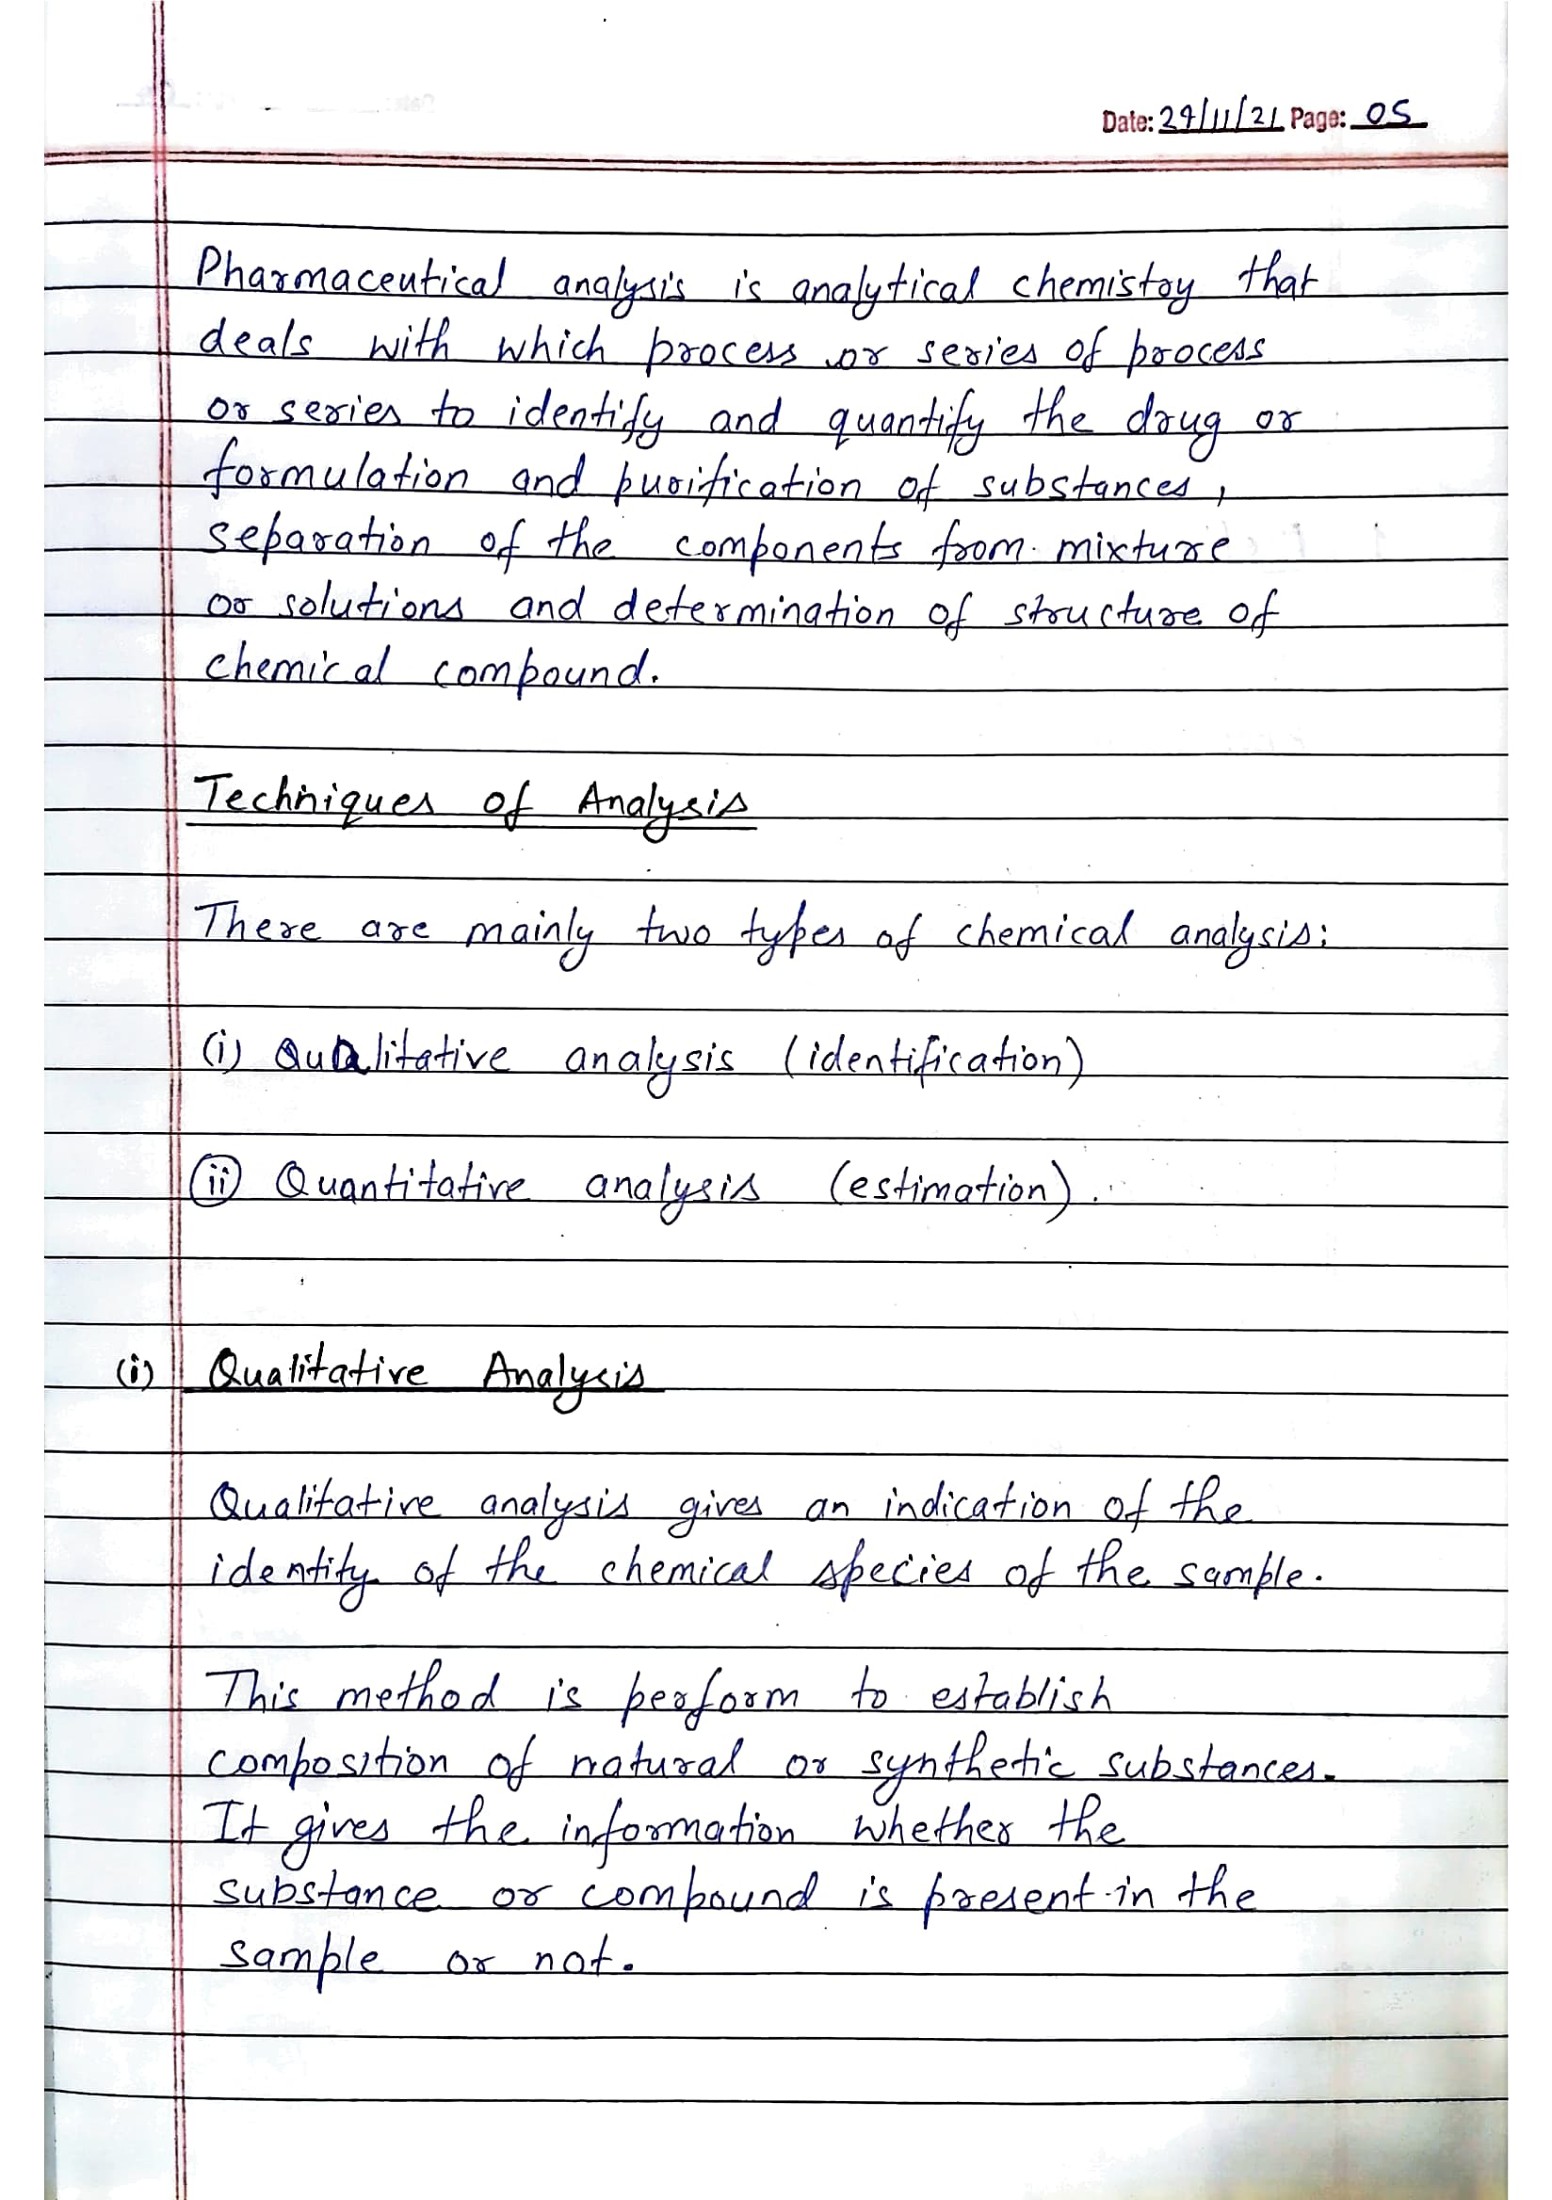 Date: 29/11/21 Page: 05
Pharmaceutical analysis is analytical chemistry that
deals with which process or series of process
or series to identify and quantify the drug or
formulation and purification of substances,
separation of the components from mixture
or solutions and determination of structure of
chemical compound.
Techniques of Analysis
There are mainly two types of chemical analysis:
(i) Qualitative analysis (identification)
(ii) Quantitative analysis (estimation).
(i) Qualitative Analysis
Qualitative analysis gives an indication of the
identity of the chemical species of the sample.
This method is perform to establish
composition of natural or synthetic substances.
It gives the information whether the
substance or compound is present in the
sample or not.